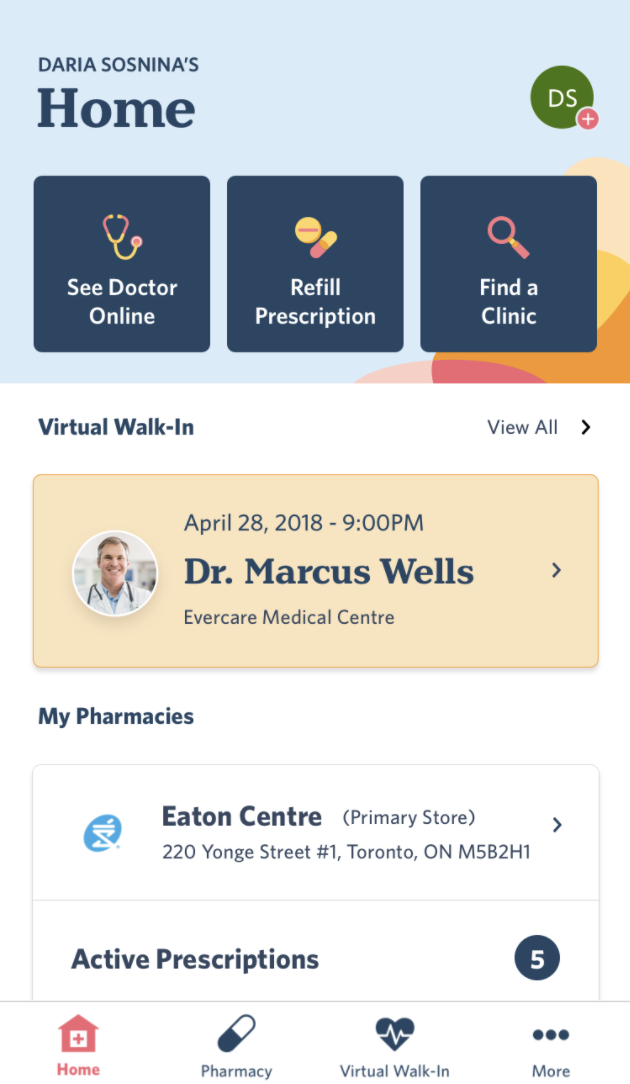 DARIA SOSNINA'S
Home
DS
See Doctor
Online
Refill
Prescription
Find a
Clinic
Virtual Walk-In
View All
April 28, 2018 - 9:00PM
Dr. Marcus Wells
Evercare Medical Centre
My Pharmacies
Eaton Centre (Primary Store)
220 Yonge Street #1, Toronto, ON M5B2H1
Active Prescriptions 5
Home
Pharmacy
Virtual Walk-In
More